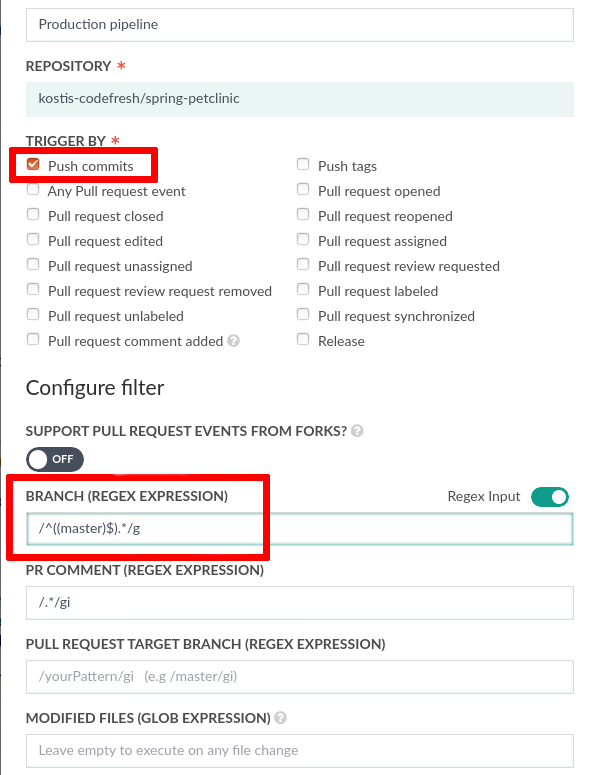 Production pipeline
REPOSITORY *
kostis-codefresh/spring-petclinic
TRIGGER BY *
Push commits Push tags
Any Pull request event Pull request opened
Pull request closed Pull request reopened
Pull request edited Pull request assigned
Pull request unassigned Pull request review requested
Pull request review request removed Pull request labeled
Pull request unlabeled Pull request synchronized
Pull request comment added ? Release
Configure filter
SUPPORT PULL REQUEST EVENTS FROM FORKS? ?
OFF
BRANCH (REGEX EXPRESSION) Regex Input
/^((master)$).*/g
PR COMMENT (REGEX EXPRESSION)
/.*/gi
PULL REQUEST TARGET BRANCH (REGEX EXPRESSION)
/yourPattern/gi (e.g /master/gi)
MODIFIED FILES (GLOB EXPRESSION) ?
Leave empty to execute on any file change